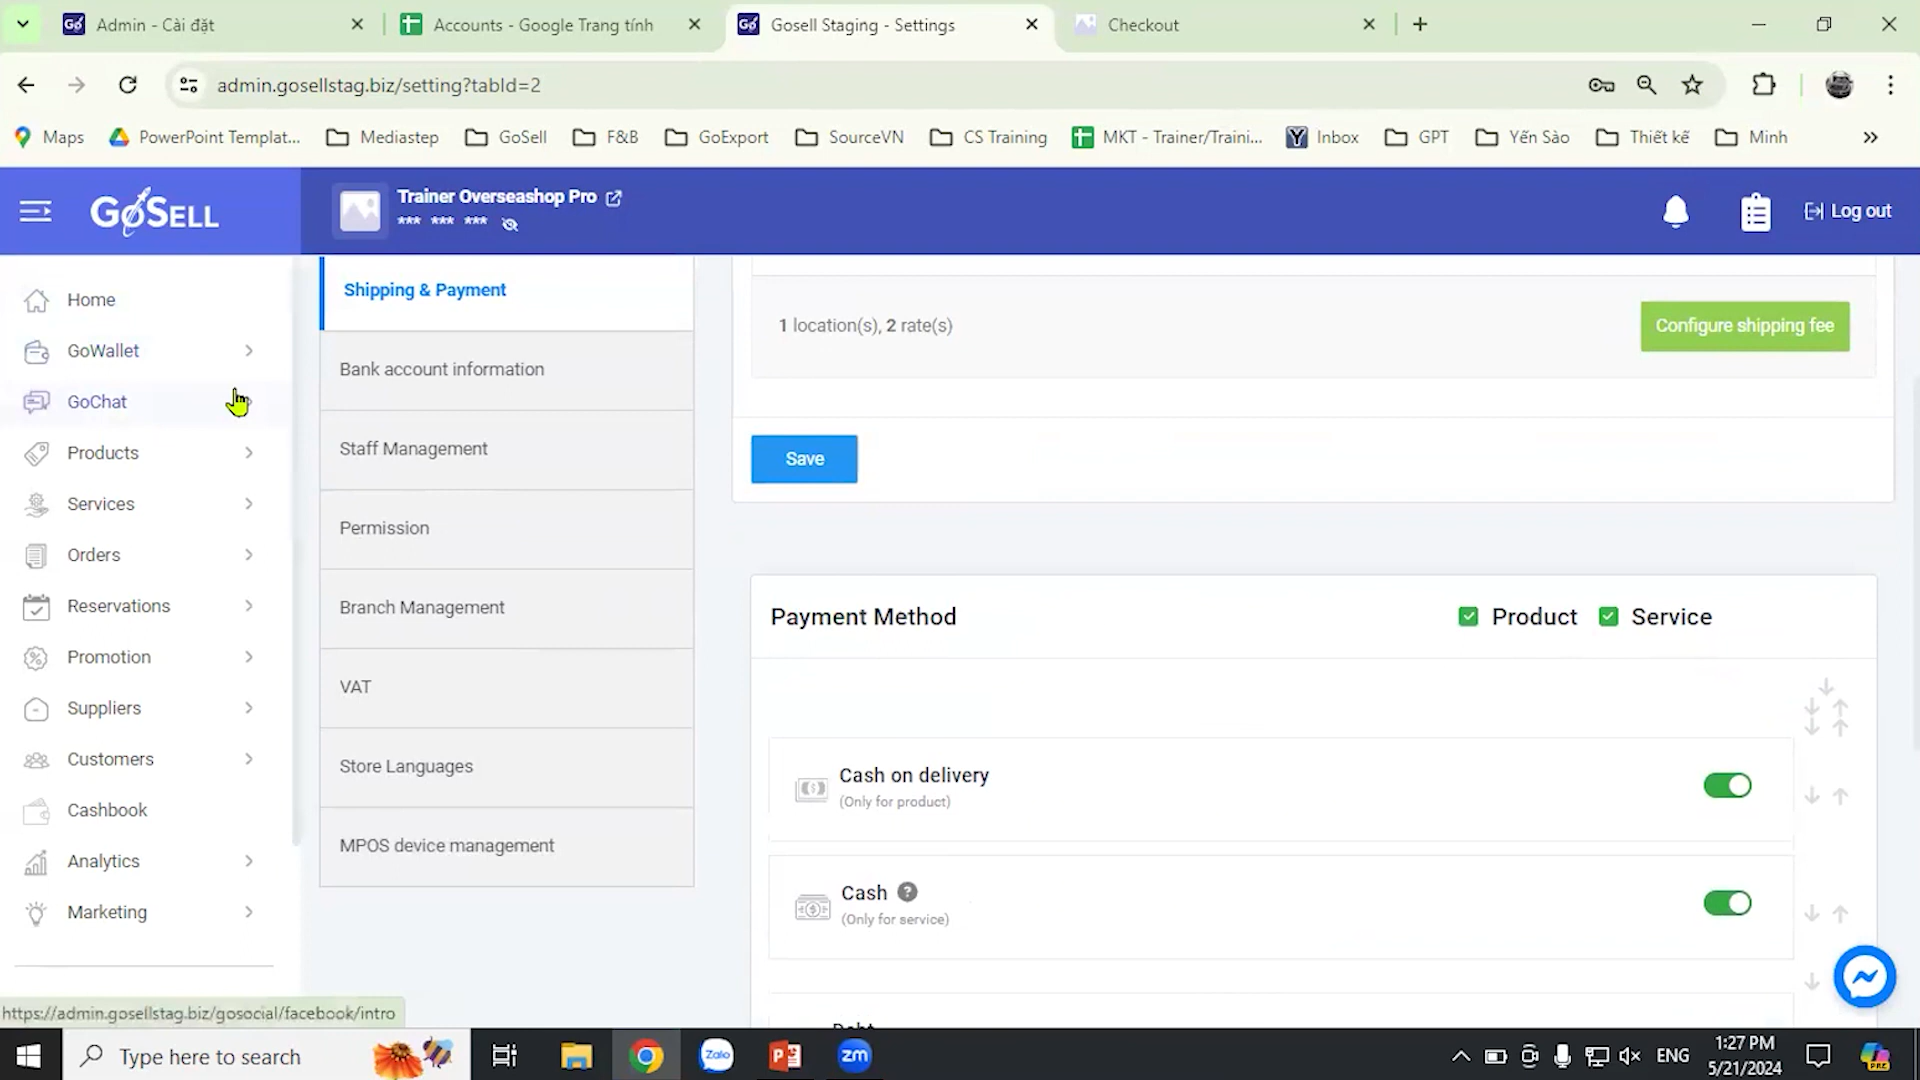 Admin - Cài đặt
Accounts - Google Trang tính
Gosell Staging - Settings
Checkout
admin.gosellstag.biz/setting?tabId=2
Maps
PowerPoint Templat...
Mediastep
GoSell
F&B
GoExport
SourceVN
CS Training
MKT - Trainer/Traini...
Inbox
GPT
Yến Sào
Thiết kế
Minh
GoSELL
Trainer Overseashop Pro
*** *** ***
Log out
Home
GoWallet
GoChat
Products
Services
Orders
Reservations
Promotion
Suppliers
Customers
Cashbook
Analytics
Marketing
https://admin.gosellstag.biz/gosocial/facebook/intro
Shipping & Payment
Bank account information
Staff Management
Permission
Branch Management
VAT
Store Languages
MPOS device management
1 location(s), 2 rate(s)
Configure shipping fee
Save
Payment Method
Product
Service
Cash on delivery
(Only for product)
Cash
(Only for service)
Debt
Type here to search
Zalo
zm
ENG
1:27 PM
5/21/2024
PRE